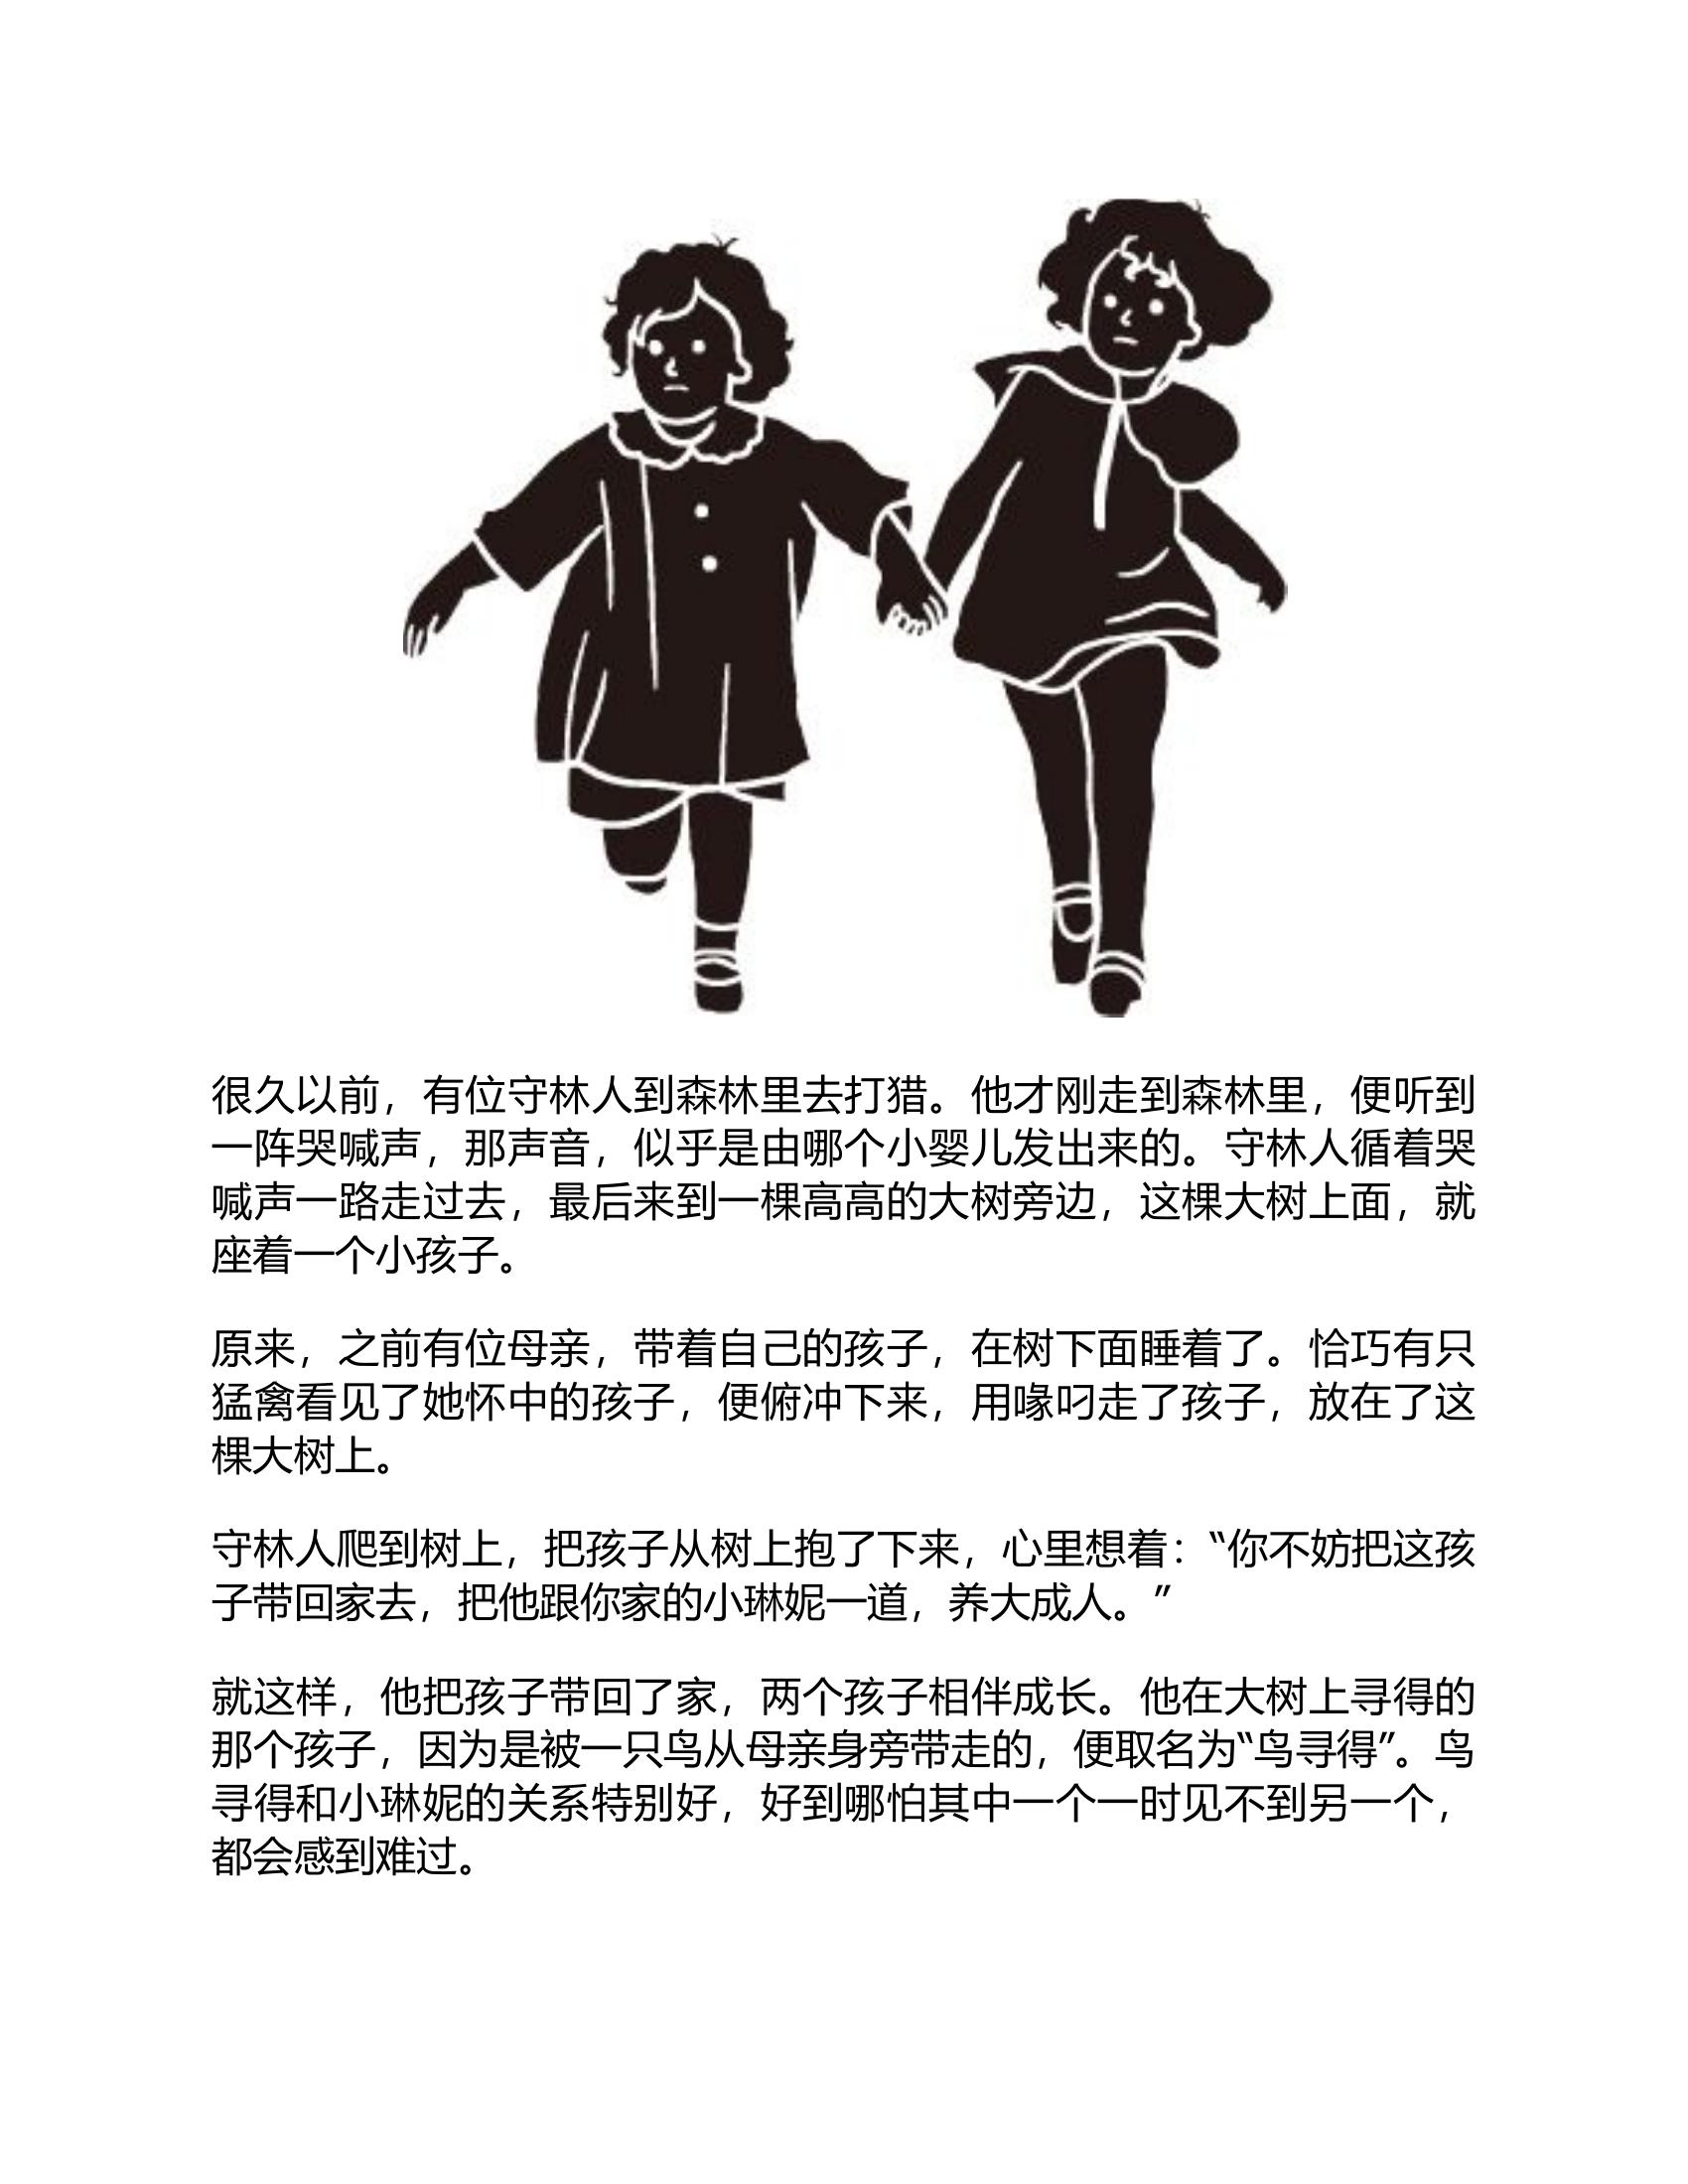 很久以前，有位守林人到森林里去打猎。他才刚走到森林里，便听到
一阵哭喊声，那声音，似乎是由哪个小婴儿发出来的。守林人循着哭
喊声一路走过去，最后来到一棵高高的大树旁边，这棵大树上面，就
座着一个小孩子。
原来，之前有位母亲，带着自己的孩子，在树下面睡着了。恰巧有只
猛禽看见了她怀中的孩子，便俯冲下来，用喙叼走了孩子，放在了这
棵大树上。
守林人爬到树上，把孩子从树上抱了下来，心里想着：“你不妨把这孩
子带回家去，把他跟你家的小琳妮一道，养大成人。”
就这样，他把孩子带回了家，两个孩子相伴成长。他在大树上寻得的
那个孩子，因为是被一只鸟从母亲身旁带走的，便取名为“鸟寻得”。鸟
寻得和小琳妮的关系特别好，好到哪怕其中一个一时见不到另一个，
都会感到难过。